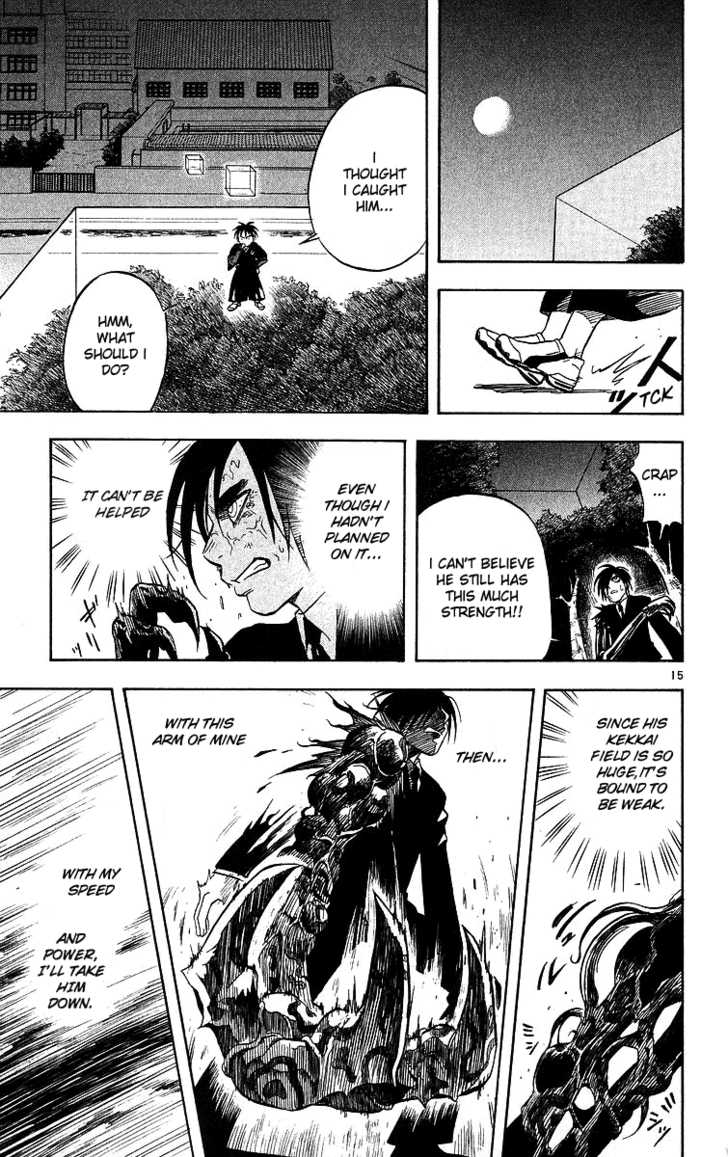 I
THOUGHT
I CAUGHT
HIM...
HMM,
WHAT
SHOULD I
DO?
TCK
CRAP
...
I CAN'T BELIEVE
HE STILL HAS
THIS MUCH
STRENGTH!!
EVEN
THOUGH I
HADN'T
PLANNED
ON IT...
IT CAN'T BE
HELPED
15
SINCE HIS
KEKKAI
FIELD IS SO
HUGE,IT'S
BOUND TO
BE WEAK.
THEN...
WITH THIS
ARM OF MINE
WITH MY
SPEED
AND
POWER,
I'LL TAKE
HIM
DOWN.